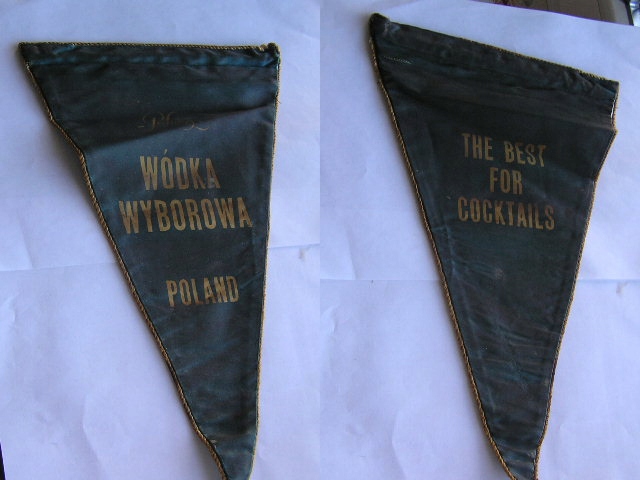 WÓDKA
WYBOROWA
POLAND
THE BEST
FOR
COCKTAILS